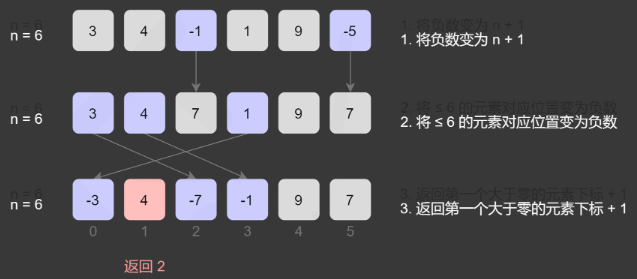 n = 6 3 4 -1 1 9 -5 1. 将负数变为 n + 1
n = 6 3 4 7 1 9 7 2. 将 ≤ 6 的元素对应位置变为负数
n = 6 -3 4 -7 -1 9 7 3. 返回第一个大于零的元素下标 + 1
0 1 2 3 4 5
返回 2